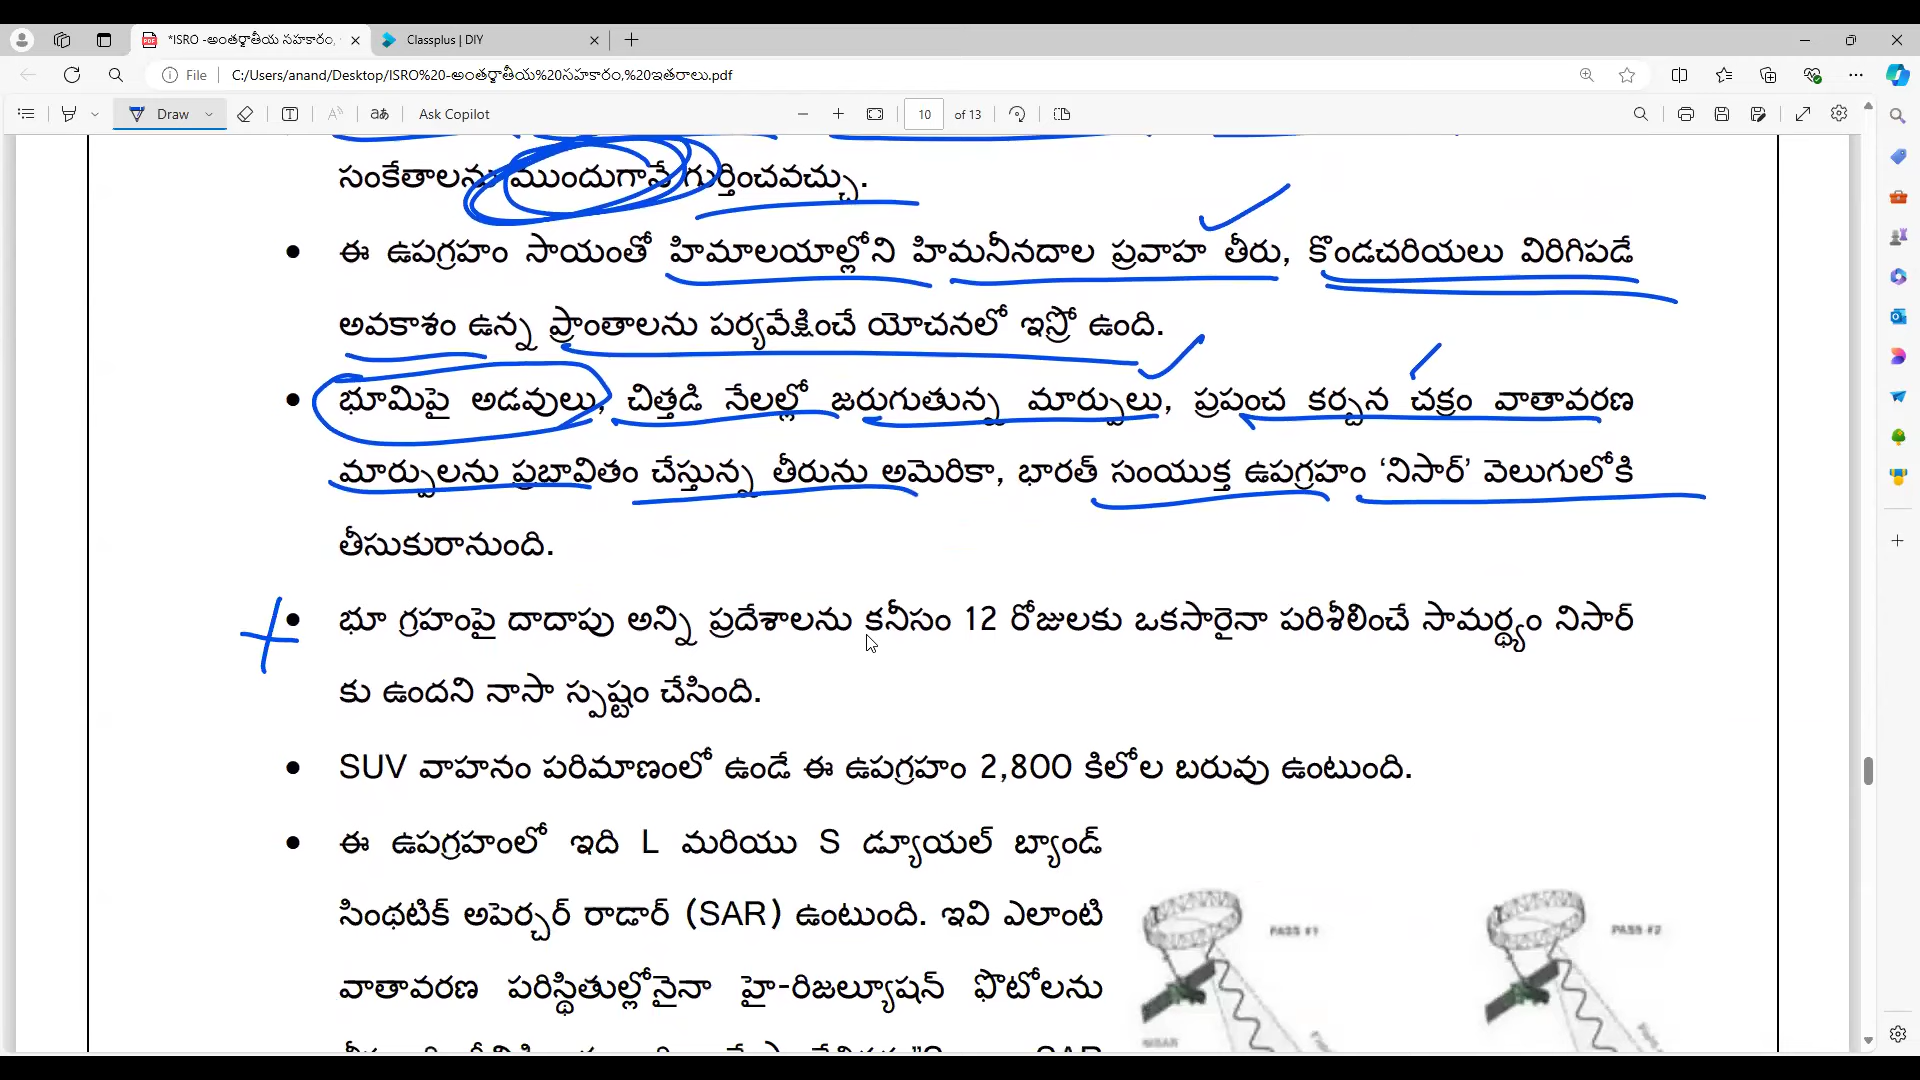 *ISRO -అంతర్జాతీయ సహకారం,
Classplus | DIY
File
C:/Users/anand/Desktop/ISRO%20-అంతర్జాతీయ%20సహకారం,%20ఇతరాలు.pdf
Draw
Ask Copilot
10 of 13
సంకేతాలను ముందుగానే గుర్తించవచ్చు.
• ఈ ఉపగ్రహం సాయంతో హిమాలయాల్లోని హిమనీనదాల ప్రవాహ తీరు, కొండచరియలు విరిగిపడే
అవకాశం ఉన్న ప్రాంతాలను పర్యవేక్షించే యోచనలో ఇస్రో ఉంది.
• భూమిపై అడవులు, చిత్తడి నేలల్లో జరుగుతున్న మార్పులు, ప్రపంచ కర్బన చక్రం వాతావరణ
మార్పులను ప్రభావితం చేస్తున్న తీరును అమెరికా, భారత్ సంయుక్త ఉపగ్రహం ‘నిసార్’ వెలుగులోకి
తీసుకురానుంది.
• భూ గ్రహంపై దాదాపు అన్ని ప్రదేశాలను కనీసం 12 రోజులకు ఒకసారైనా పరిశీలించే సామర్థ్యం నిసార్
కు ఉందని నాసా స్పష్టం చేసింది.
• SUV వాహనం పరిమాణంలో ఉండే ఈ ఉపగ్రహం 2,800 కిలోల బరువు ఉంటుంది.
• ఈ ఉపగ్రహంలో ఇది L మరియు S డ్యూయల్ బ్యాండ్
సింథటిక్ అపెర్చర్ రాడార్ (SAR) ఉంటుంది. ఇవి ఎలాంటి
వాతావరణ పరిస్థితుల్లోనైనా హై-రిజల్యూషన్ ఫొటోలను
PASS #1
PASS #2
NISAR